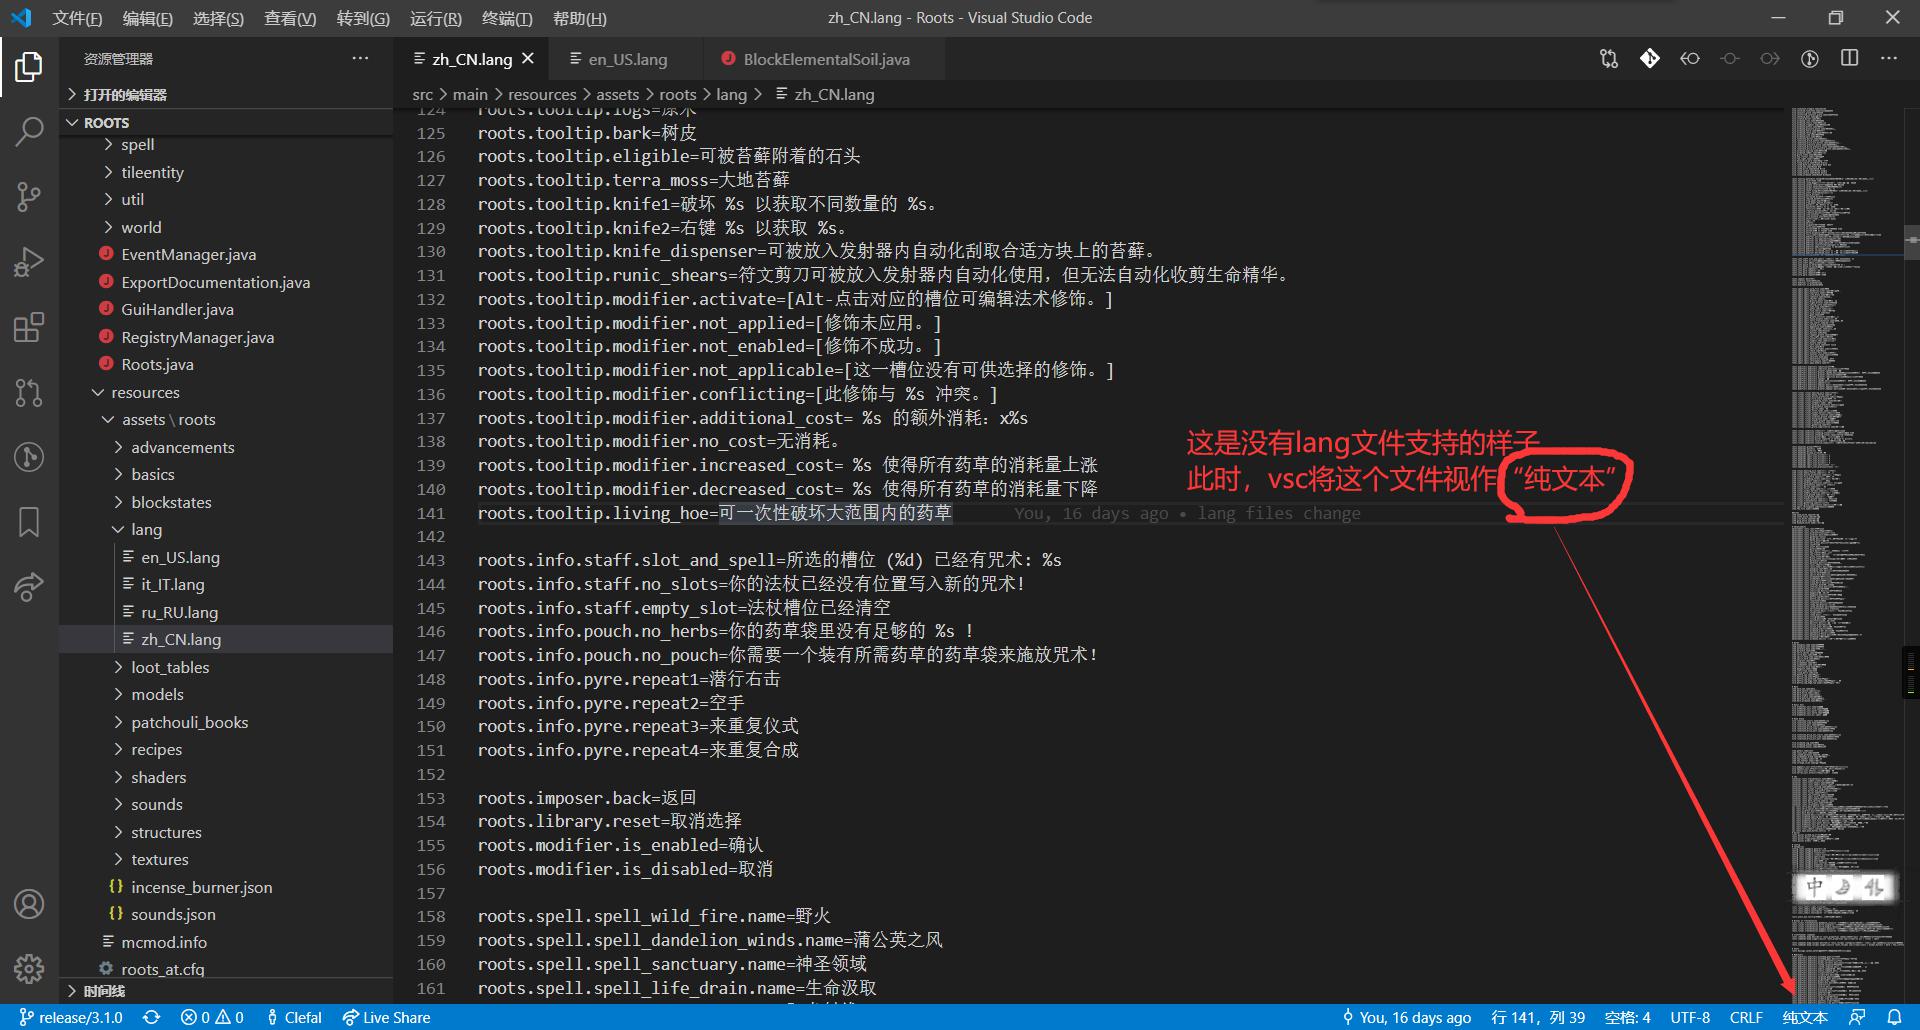 文件(F) 编辑(E) 选择(S) 查看(V) 转到(G) 运行(R) 终端(T) 帮助(H)
zh_CN.lang - Roots - Visual Studio Code
资源管理器
打开的编辑器
ROOTS
spell
tileentity
util
world
EventManager.java
ExportDocumentation.java
GuiHandler.java
RegistryManager.java
Roots.java
resources
assets \ roots
advancements
basics
blockstates
lang
en_US.lang
it_IT.lang
ru_RU.lang
zh_CN.lang
loot_tables
models
patchouli_books
recipes
shaders
sounds
structures
textures
incense_burner.json
sounds.json
mcmod.info
roots_at.cfg
时间线
zh_CN.lang
en_US.lang
BlockElementalSoil.java
src > main > resources > assets > roots > lang > zh_CN.lang
124 roots.tooltip.logs=原木
125 roots.tooltip.bark=树皮
126 roots.tooltip.eligible=可被苔藓附着的石头
127 roots.tooltip.terra_moss=大地苔藓
128 roots.tooltip.knife1=破坏 %s 以获取不同数量的 %s。
129 roots.tooltip.knife2=右键 %s 以获取 %s。
130 roots.tooltip.knife_dispenser=可被放入发射器内自动化刮取合适方块上的苔藓。
131 roots.tooltip.runic_shears=符文剪刀可被放入发射器内自动化使用，但无法自动化收剪生命精华。
132 roots.tooltip.modifier.activate=[Alt-点击对应的槽位可编辑法术修饰。]
133 roots.tooltip.modifier.not_applied=[修饰未应用。]
134 roots.tooltip.modifier.not_enabled=[修饰不成功。]
135 roots.tooltip.modifier.not_applicable=[这一槽位没有可供选择的修饰。]
136 roots.tooltip.modifier.conflicting=[此修饰与 %s 冲突。]
137 roots.tooltip.modifier.additional_cost= %s 的额外消耗：x%s
138 roots.tooltip.modifier.no_cost=无消耗。
139 roots.tooltip.modifier.increased_cost= %s 使得所有药草的消耗量上涨
140 roots.tooltip.modifier.decreased_cost= %s 使得所有药草的消耗量下降
141 roots.tooltip.living_hoe=可一次性破坏大范围内的药草 You, 16 days ago • lang files change
142
143 roots.info.staff.slot_and_spell=所选的槽位 (%d) 已经有咒术: %s
144 roots.info.staff.no_slots=你的法杖已经没有位置写入新的咒术！
145 roots.info.staff.empty_slot=法杖槽位已经清空
146 roots.info.pouch.no_herbs=你的药草袋里没有足够的 %s ！
147 roots.info.pouch.no_pouch=你需要一个装有所需药草的药草袋来施放咒术！
148 roots.info.pyre.repeat1=潜行右击
149 roots.info.pyre.repeat2=空手
150 roots.info.pyre.repeat3=来重复仪式
151 roots.info.pyre.repeat4=来重复合成
152
153 roots.imposer.back=返回
154 roots.library.reset=取消选择
155 roots.modifier.is_enabled=确认
156 roots.modifier.is_disabled=取消
157
158 roots.spell.spell_wild_fire.name=野火
159 roots.spell.spell_dandelion_winds.name=蒲公英之风
160 roots.spell.spell_sanctuary.name=神圣领域
161 roots.spell.spell_life_drain.name=生命汲取
这是没有lang文件支持的样子
此时，vsc将这个文件视作“纯文本”
中
release/3.1.0 0 0 Clefal Live Share You, 16 days ago 行 141，列 39 空格: 4 UTF-8 CRLF 纯文本